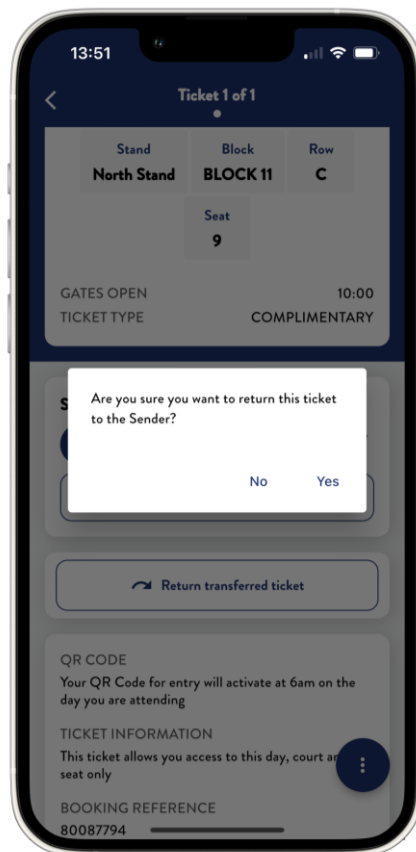 13:51
Ticket 1 of 1
Stand Block Row
North Stand BLOCK 11 C
Seat
9
GATES OPEN 10:00
TICKET TYPE COMPLIMENTARY
Are you sure you want to return this ticket
to the Sender?
No Yes
Return transferred ticket
QR CODE
Your QR Code for entry will activate at 6am on the
day you are attending
TICKET INFORMATION
This ticket allows you access to this day, court
seat only
BOOKING REFERENCE
80087794